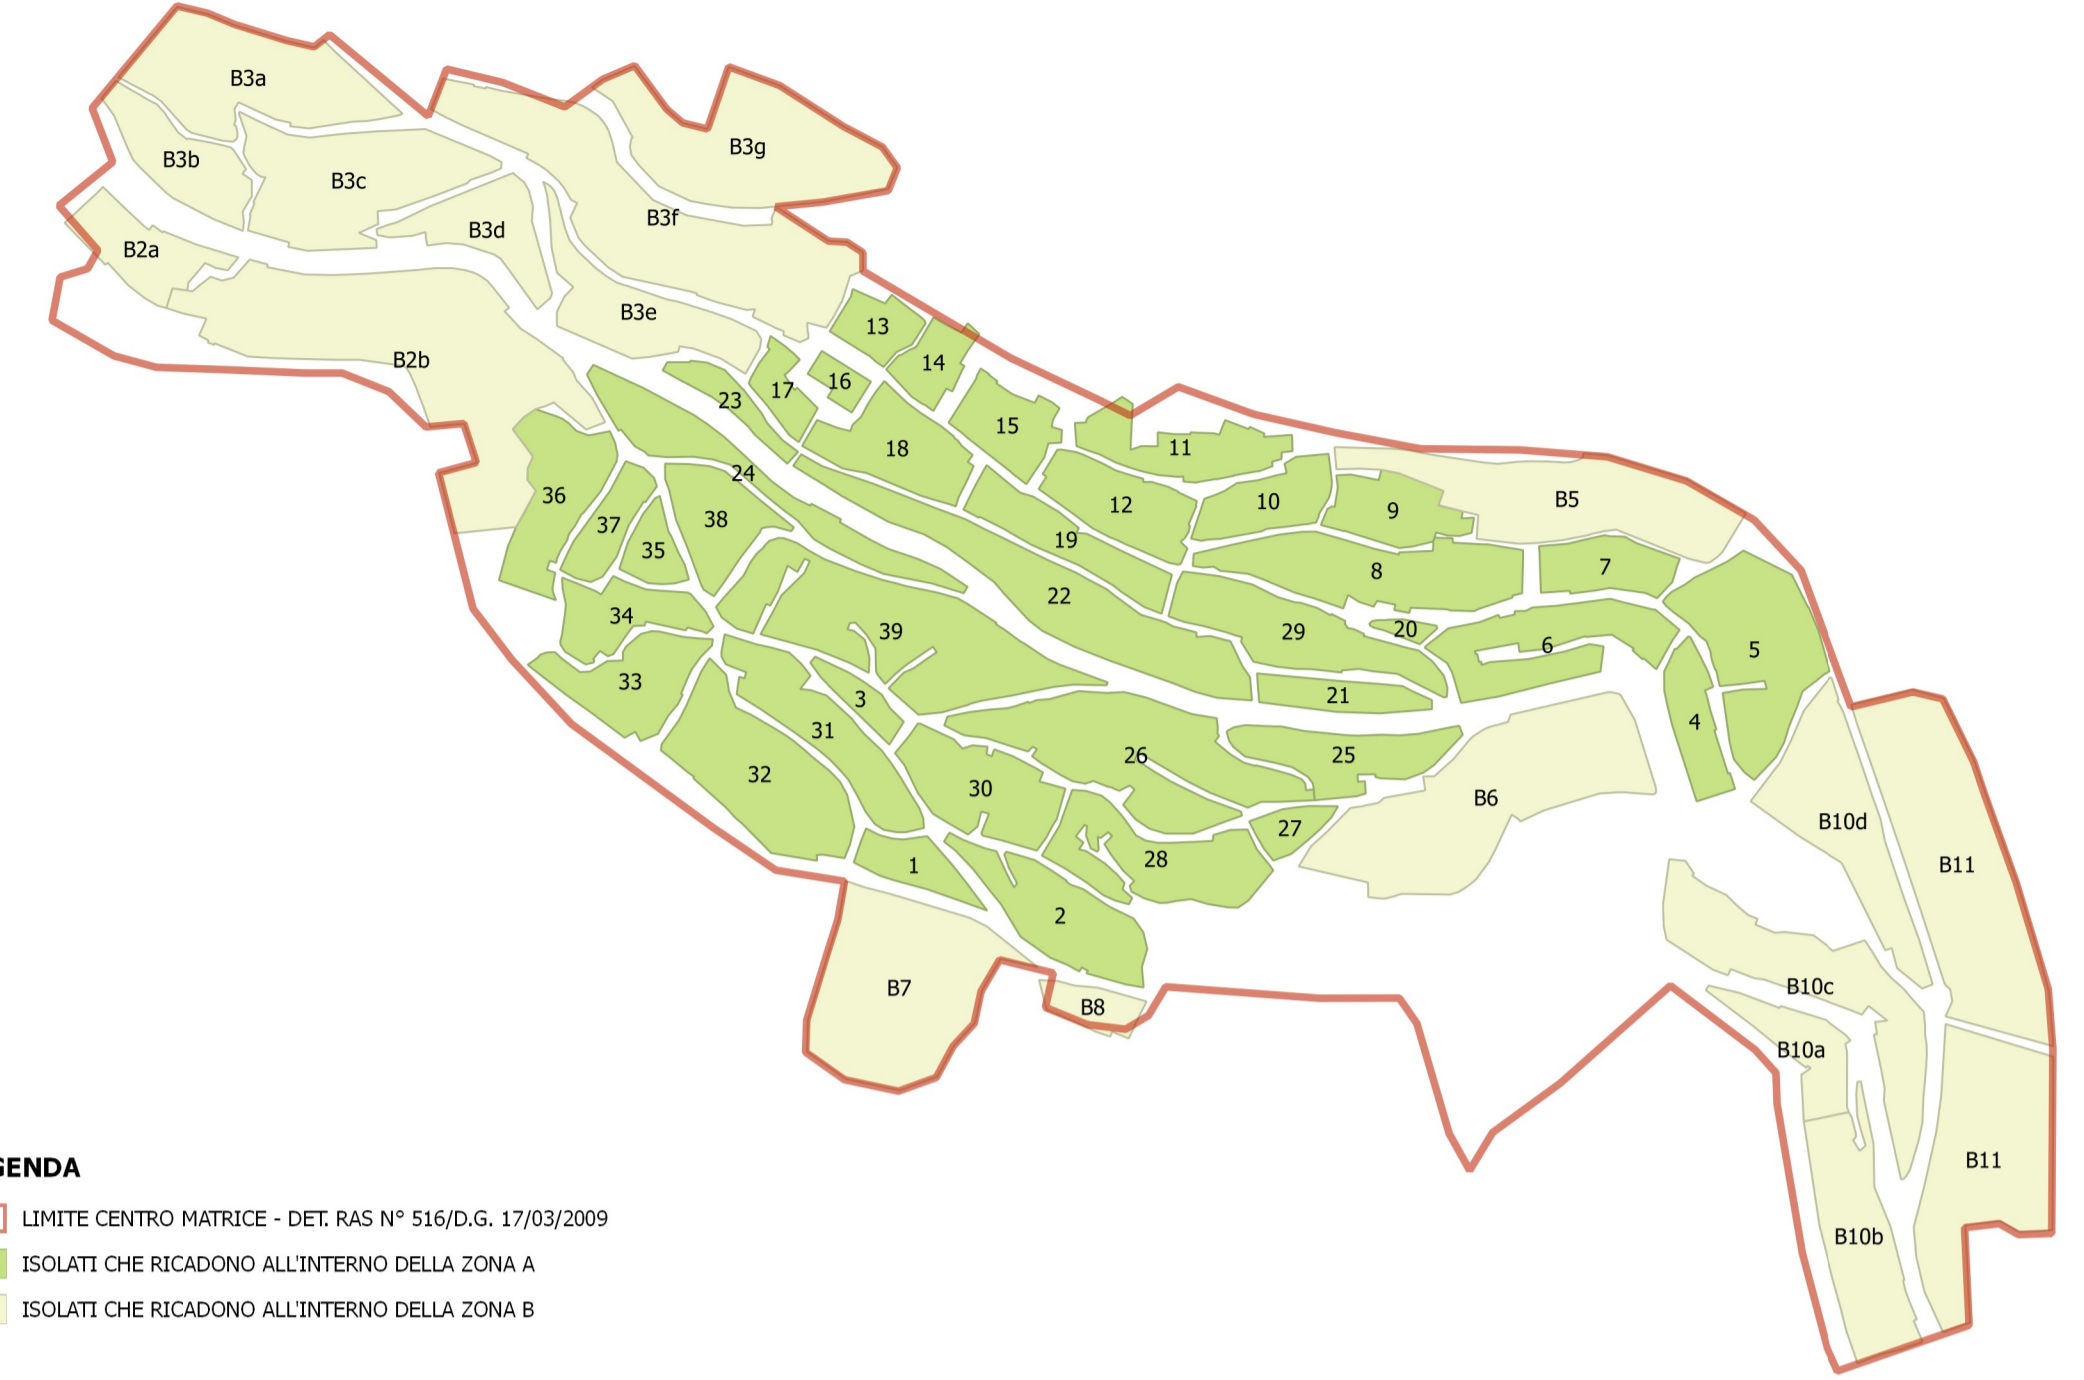 B3a
B3g
B3b
B3c
B3f
B3d
B2a
B3e
13
B2b
14
16
17
23
15
18
11
24
36
B5
10
12
9
38
37
19
35
7
8
22
34
20
29
39
6
5
33
21
3
4
31
26
25
32
30
B6
B10d
27
28
1
B11
2
B10c
B7
B8
B10a
B11
B10b
GENDA
LIMITE CENTRO MATRICE - DET. RAS N° 516/D.G. 17/03/2009
ISOLATI CHE RICADONO ALL'INTERNO DELLA ZONA A
ISOLATI CHE RICADONO ALL'INTERNO DELLA ZONA B